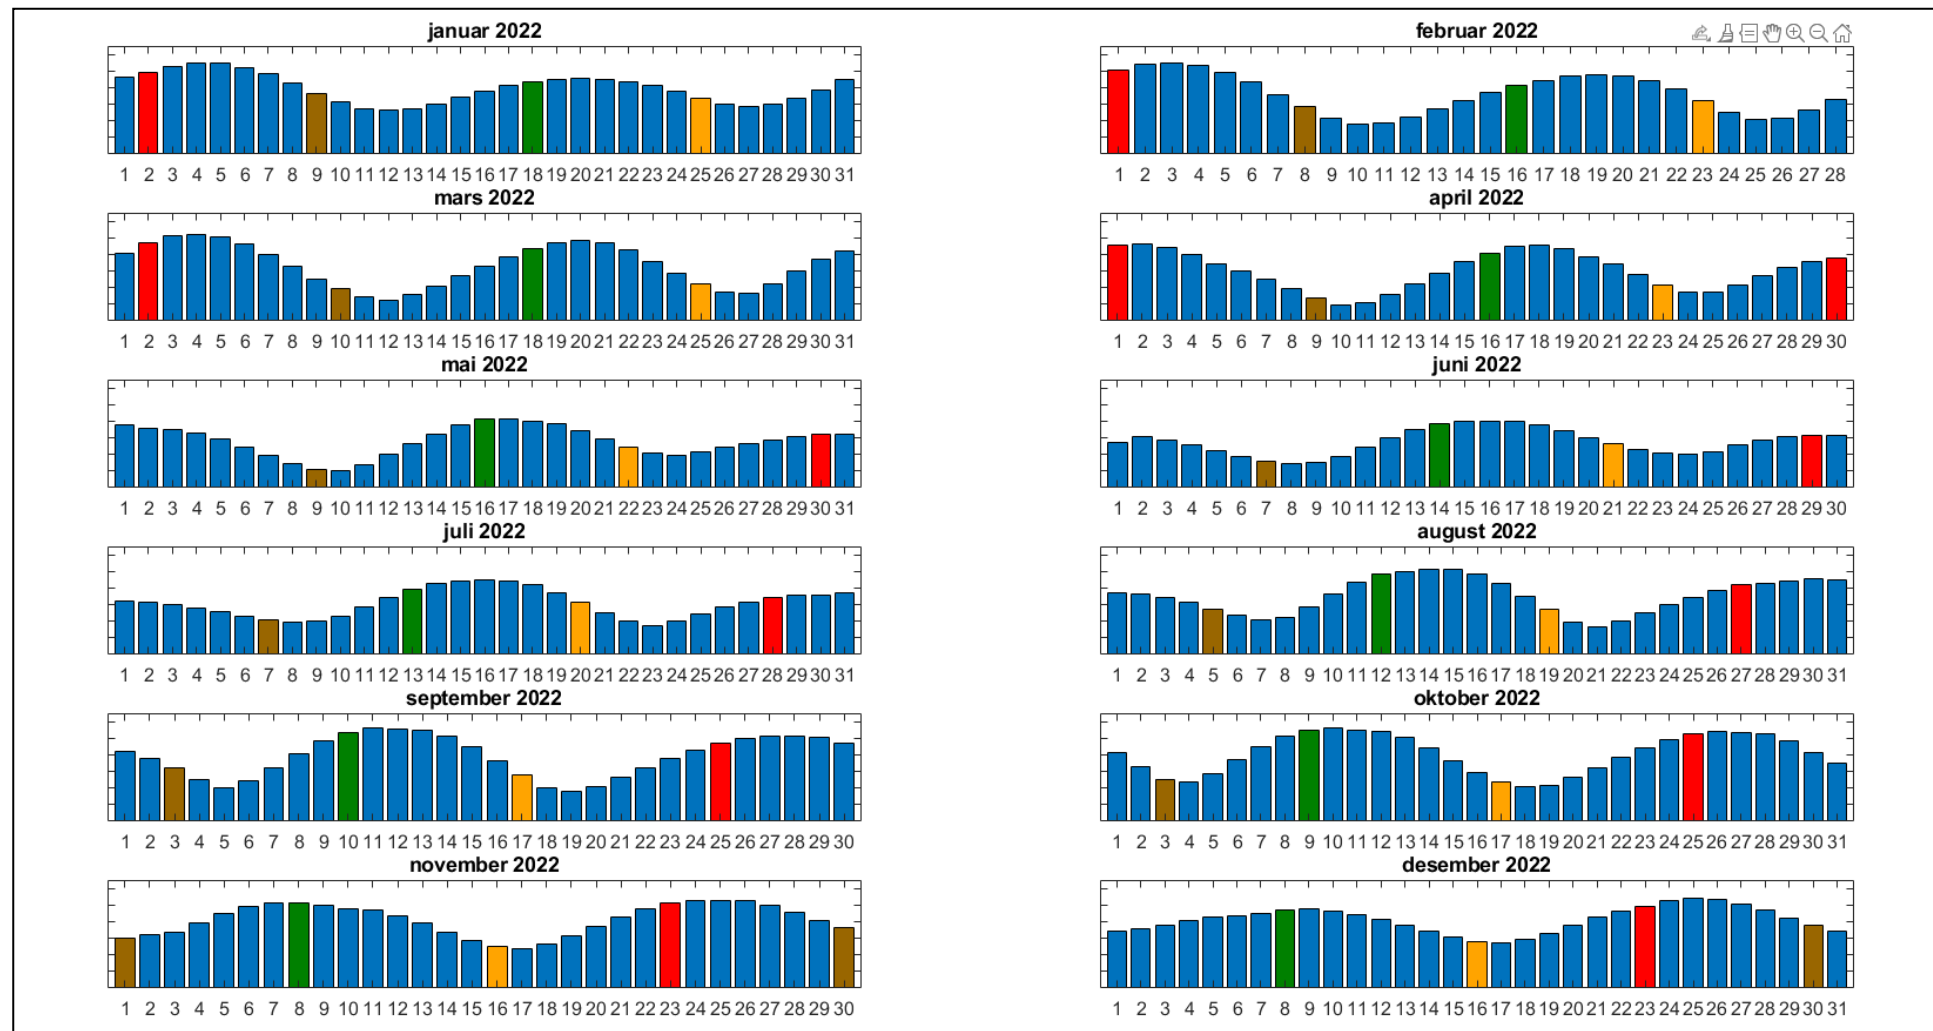 januar 2022
1 2 3 4 5 6 7 8 9 10 11 12 13 14 15 16 17 18 19 20 21 22 23 24 25 26 27 28 29 30 31
februar 2022
1 2 3 4 5 6 7 8 9 10 11 12 13 14 15 16 17 18 19 20 21 22 23 24 25 26 27 28
mars 2022
1 2 3 4 5 6 7 8 9 10 11 12 13 14 15 16 17 18 19 20 21 22 23 24 25 26 27 28 29 30 31
april 2022
1 2 3 4 5 6 7 8 9 10 11 12 13 14 15 16 17 18 19 20 21 22 23 24 25 26 27 28 29 30
mai 2022
1 2 3 4 5 6 7 8 9 10 11 12 13 14 15 16 17 18 19 20 21 22 23 24 25 26 27 28 29 30 31
juni 2022
1 2 3 4 5 6 7 8 9 10 11 12 13 14 15 16 17 18 19 20 21 22 23 24 25 26 27 28 29 30
juli 2022
1 2 3 4 5 6 7 8 9 10 11 12 13 14 15 16 17 18 19 20 21 22 23 24 25 26 27 28 29 30 31
august 2022
1 2 3 4 5 6 7 8 9 10 11 12 13 14 15 16 17 18 19 20 21 22 23 24 25 26 27 28 29 30 31
september 2022
1 2 3 4 5 6 7 8 9 10 11 12 13 14 15 16 17 18 19 20 21 22 23 24 25 26 27 28 29 30
oktober 2022
1 2 3 4 5 6 7 8 9 10 11 12 13 14 15 16 17 18 19 20 21 22 23 24 25 26 27 28 29 30 31
november 2022
1 2 3 4 5 6 7 8 9 10 11 12 13 14 15 16 17 18 19 20 21 22 23 24 25 26 27 28 29 30
desember 2022
1 2 3 4 5 6 7 8 9 10 11 12 13 14 15 16 17 18 19 20 21 22 23 24 25 26 27 28 29 30 31